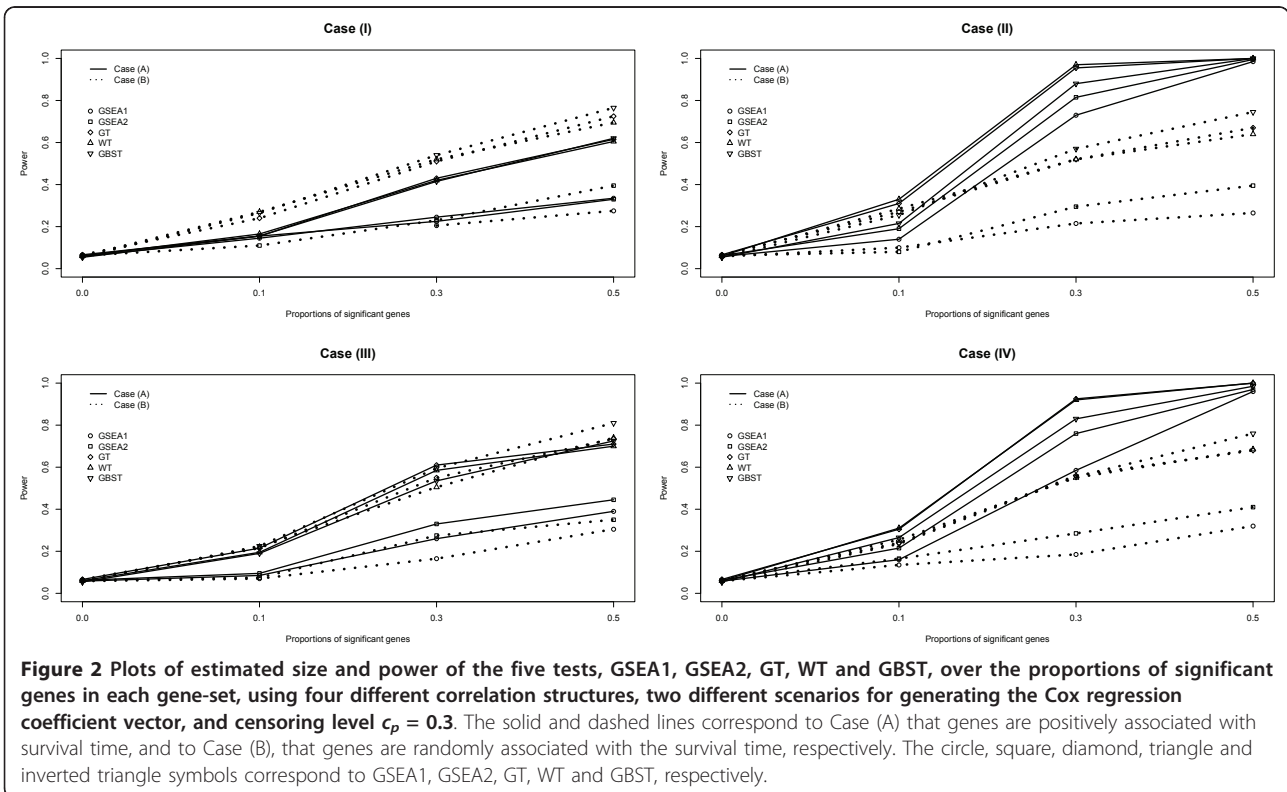 Case (I)
Case (A)
Case (B)
GSEA1
GSEA2
GT
WT
GBST
Power
0.0
0.2
0.4
0.6
0.8
1.0
0.0
0.1
0.3
0.5
Proportions of significant genes
Case (II)
Case (A)
Case (B)
GSEA1
GSEA2
GT
WT
GBST
Power
0.0
0.2
0.4
0.6
0.8
1.0
0.0
0.1
0.3
0.5
Proportions of significant genes
Case (III)
Case (A)
Case (B)
GSEA1
GSEA2
GT
WT
GBST
Power
0.0
0.2
0.4
0.6
0.8
1.0
0.0
0.1
0.3
0.5
Proportions of significant genes
Case (IV)
Case (A)
Case (B)
GSEA1
GSEA2
GT
WT
GBST
Power
0.0
0.2
0.4
0.6
0.8
1.0
0.0
0.1
0.3
0.5
Proportions of significant genes
Figure 2 Plots of estimated size and power of the five tests, GSEA1, GSEA2, GT, WT and GBST, over the proportions of significant
genes in each gene-set, using four different correlation structures, two different scenarios for generating the Cox regression
coefficient vector, and censoring level c_p = 0.3. The solid and dashed lines correspond to Case (A) that genes are positively associated with
survival time, and to Case (B), that genes are randomly associated with the survival time, respectively. The circle, square, diamond, triangle and
inverted triangle symbols correspond to GSEA1, GSEA2, GT, WT and GBST, respectively.